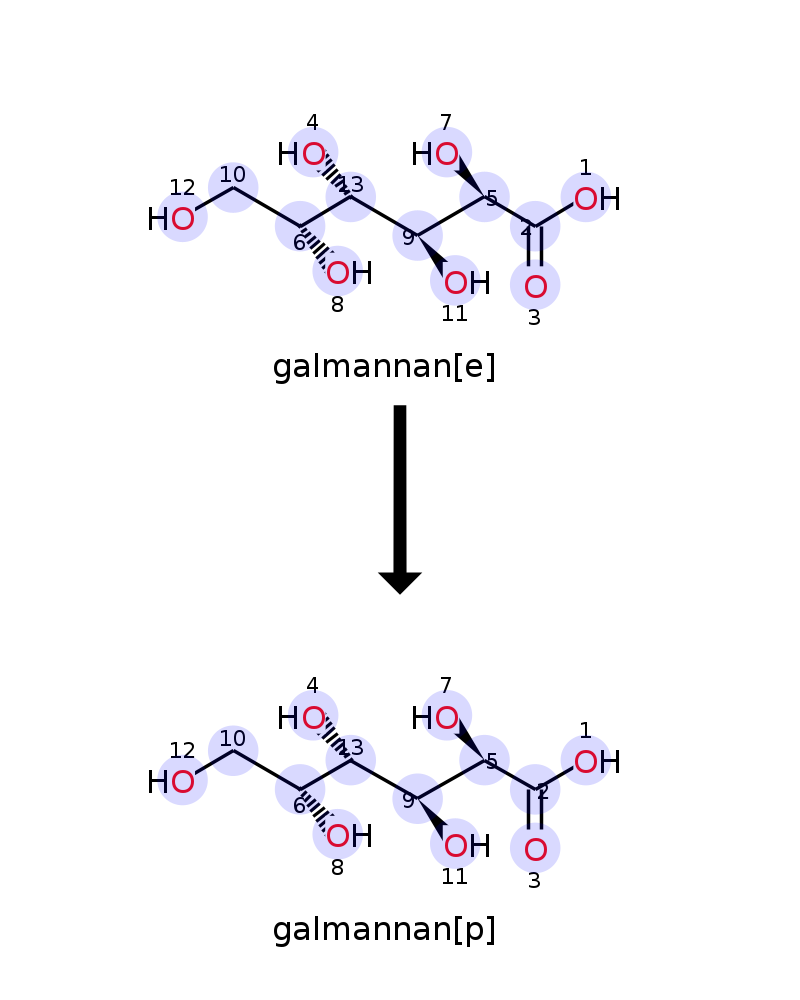 4 7
HO HO 1
12 10 13 5 OH
HO 6 9 2
OH OH O
8 11 3
galmannan[e]
4 7
HO HO 1
12 10 13 5 OH
HO 6 9 2
OH OH O
8 11 3
galmannan[p]